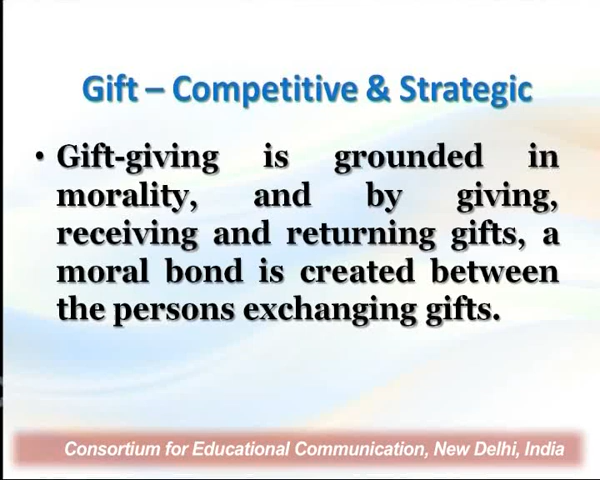 Gift – Competitive & Strategic
• Gift-giving is grounded in
morality, and by giving,
receiving and returning gifts, a
moral bond is created between
the persons exchanging gifts.
Consortium for Educational Communication, New Delhi, India